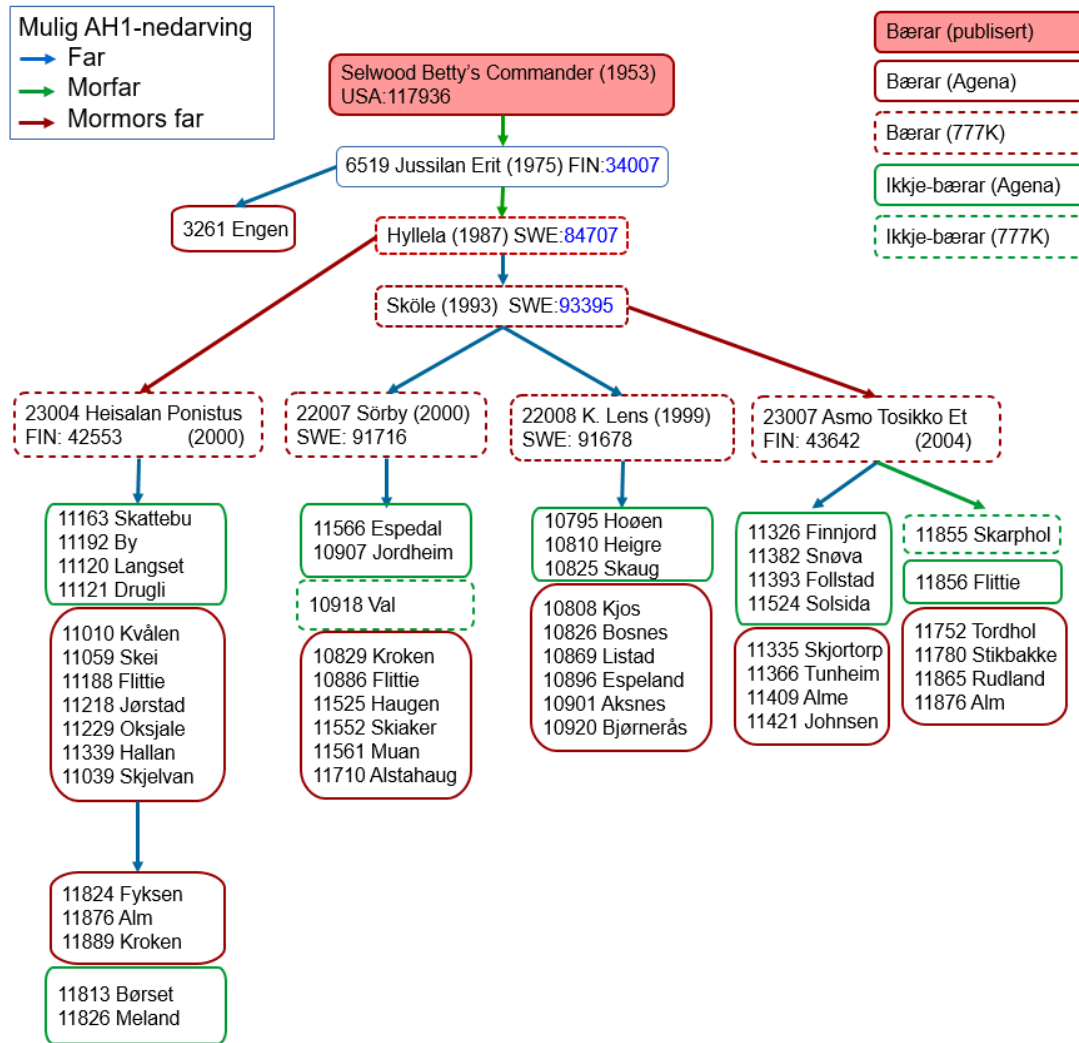 Mulig AH1-nedarving
Far
Morfar
Mormors far
Selwood Betty's Commander (1953)
USA:117936
Bærar (publisert)
Bærar (Agena)
Bærar (777K)
Ikkje-bærar (Agena)
Ikkje-bærar (777K)
6519 Jussilan Erit (1975) FIN:34007
3261 Engen
Hyllela (1987) SWE:84707
Sköle (1993) SWE:93395
23004 Heisalan Ponistus
FIN: 42553 (2000)
22007 Sörby (2000)
SWE: 91716
22008 K. Lens (1999)
SWE: 91678
23007 Asmo Tosikko Et
FIN: 43642 (2004)
11163 Skattebu
11192 By
11120 Langset
11121 Drugli
11010 Kvålen
11059 Skei
11188 Flittie
11218 Jørstad
11229 Oksjale
11339 Hallan
11039 Skjelvan
11824 Fyksen
11876 Alm
11889 Kroken
11813 Børset
11826 Meland
11566 Espedal
10907 Jordheim
10918 Val
10829 Kroken
10886 Flittie
11525 Haugen
11552 Skiaker
11561 Muan
11710 Alstahaug
10795 Hoøen
10810 Heigre
10825 Skaug
10808 Kjos
10826 Bosnes
10869 Listad
10896 Espeland
10901 Aksnes
10920 Bjørnerås
11326 Finnjord
11382 Snøva
11393 Follstad
11524 Solsida
11335 Skjortorp
11366 Tunheim
11409 Alme
11421 Johnsen
11855 Skarphol
11856 Flittie
11752 Tordhol
11780 Stikbakke
11865 Rudland
11876 Alm